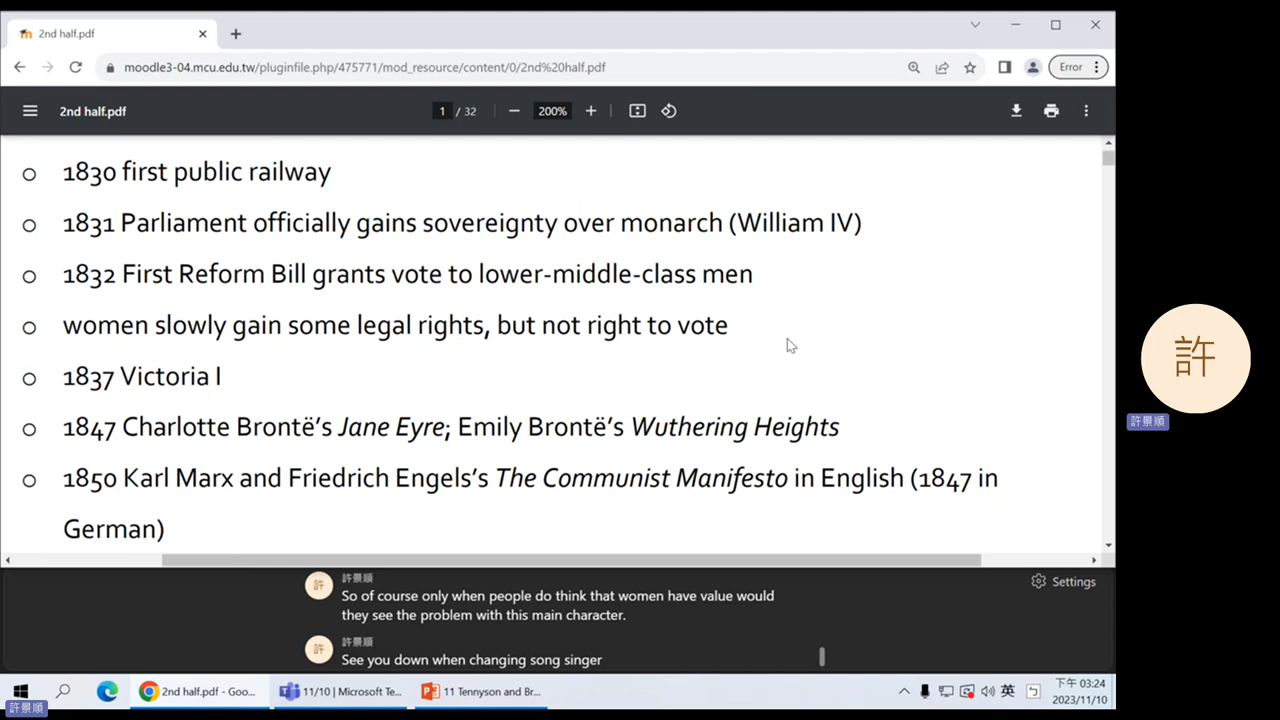 2nd half.pdf
moodle3-04.mcu.edu.tw/pluginfile.php/475771/mod_resource/content/0/2nd%20half.pdf
Error
2nd half.pdf
1 / 32
200%
1830 first public railway
1831 Parliament officially gains sovereignty over monarch (William IV)
1832 First Reform Bill grants vote to lower-middle-class men
women slowly gain some legal rights, but not right to vote
1837 Victoria I
1847 Charlotte Brontë's Jane Eyre; Emily Brontë's Wuthering Heights
1850 Karl Marx and Friedrich Engels's The Communist Manifesto in English (1847 in
German)
許
許景順
許
許景順
So of course only when people do think that women have value would
they see the problem with this main character.
許
許景順
See you down when changing song singer
Settings
2nd half.pdf - Goo...
11/10 | Microsoft Te...
11 Tennyson and Br...
英
下午 03:24
2023/11/10
許景順